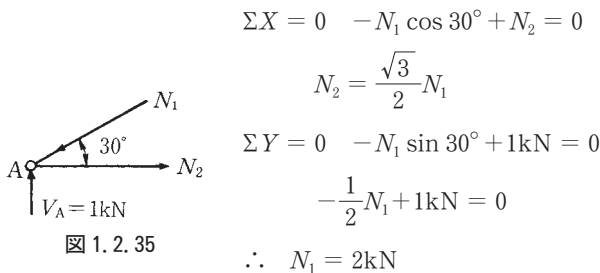 ΣX = 0　-N₁ cos 30° + N₂ = 0
N₂ = √3/2 N₁
ΣY = 0　-N₁ sin 30° + 1kN = 0
-1/2 N₁ + 1kN = 0
∴　N₁ = 2kN
N₁
30°
A
N₂
V_A = 1kN
図 1.2.35